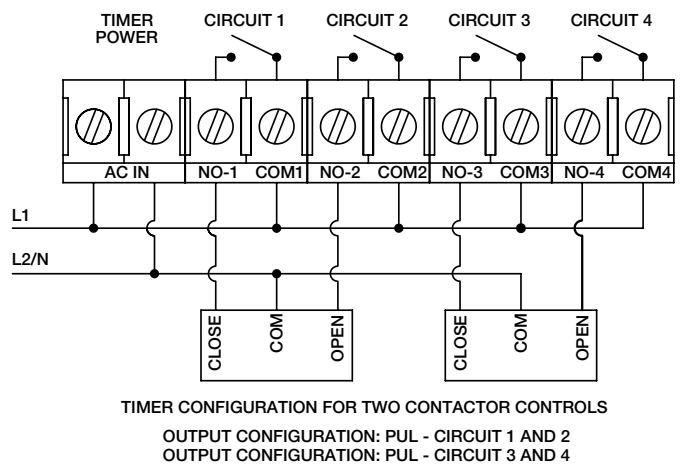 TIMER
POWER
CIRCUIT 1
CIRCUIT 2
CIRCUIT 3
CIRCUIT 4
AC IN
NO-1
COM1
NO-2
COM2
NO-3
COM3
NO-4
COM4
L1
L2/N
CLOSE
COM
OPEN
CLOSE
COM
OPEN
TIMER CONFIGURATION FOR TWO CONTACTOR CONTROLS
OUTPUT CONFIGURATION: PUL - CIRCUIT 1 AND 2
OUTPUT CONFIGURATION: PUL - CIRCUIT 3 AND 4